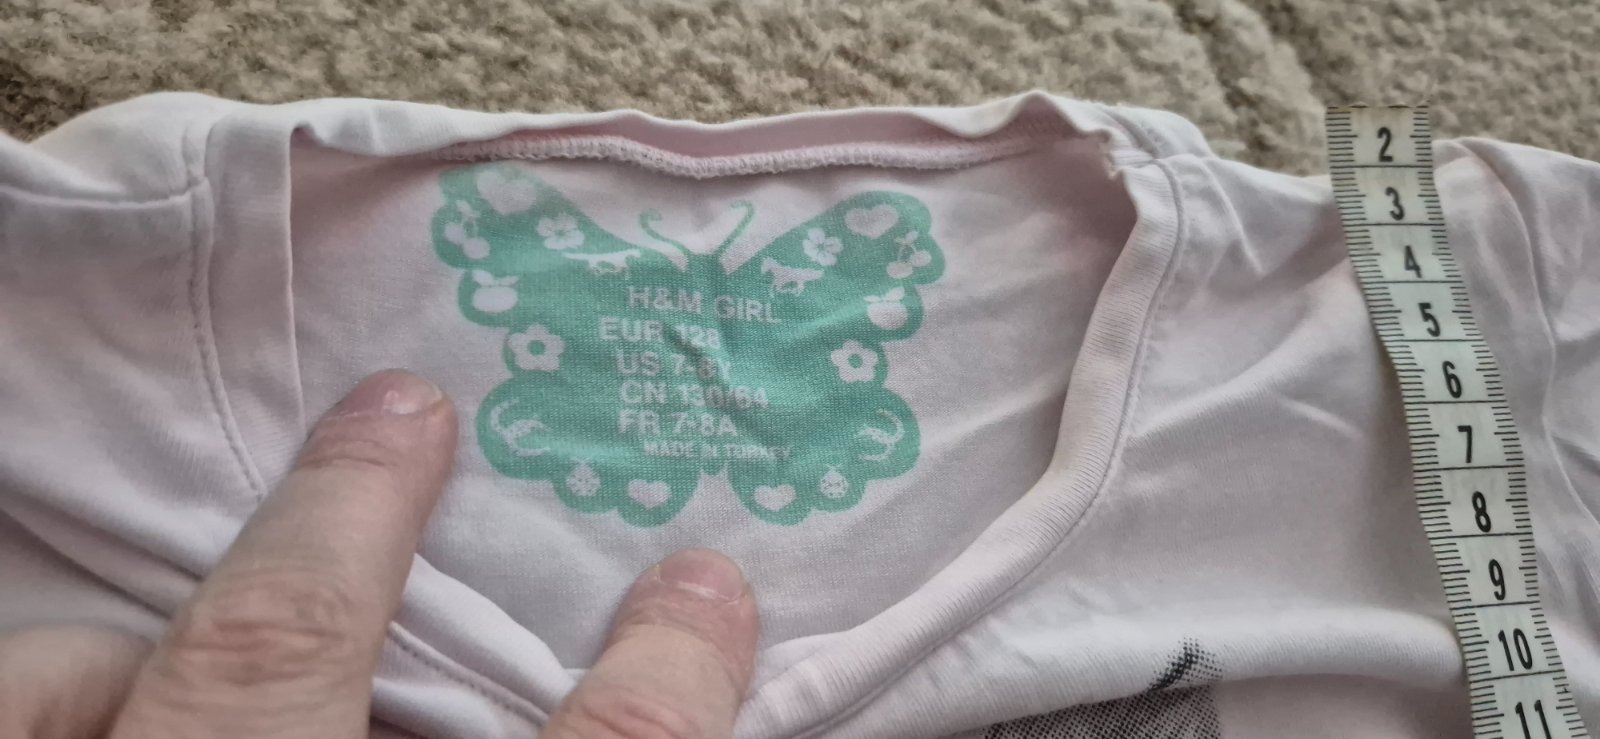 H&M GIRL
EUR 128
US 7-8Y
CN 130/64
FR 7-8A
MADE IN TURKEY
2
3
4
5
6
7
8
9
10
11